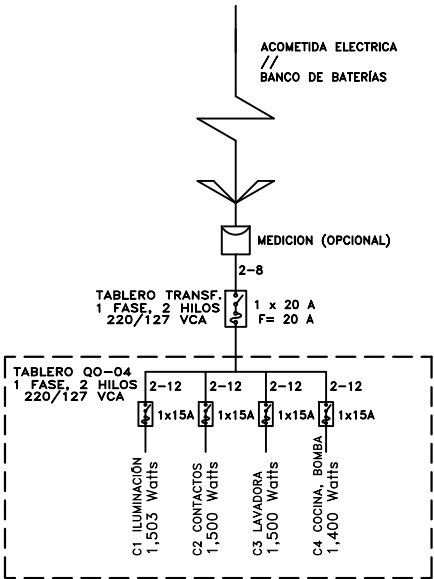 ACOMETIDA ELECTRICA
//
BANCO DE BATERÍAS
MEDICION (OPCIONAL)
2-8
TABLERO TRANSF.
1 FASE, 2 HILOS
220/127 VCA
1 x 20 A
F= 20 A
TABLERO QO-04
1 FASE, 2 HILOS
220/127 VCA
2-12
2-12
2-12
2-12
1x15A
1x15A
1x15A
1x15A
C1 ILUMINACIÓN
1,503 Watts
C2 CONTACTOS
1,500 Watts
C3 LAVADORA
1,500 Watts
C4 COCINA, BOMBA
1,400 Watts